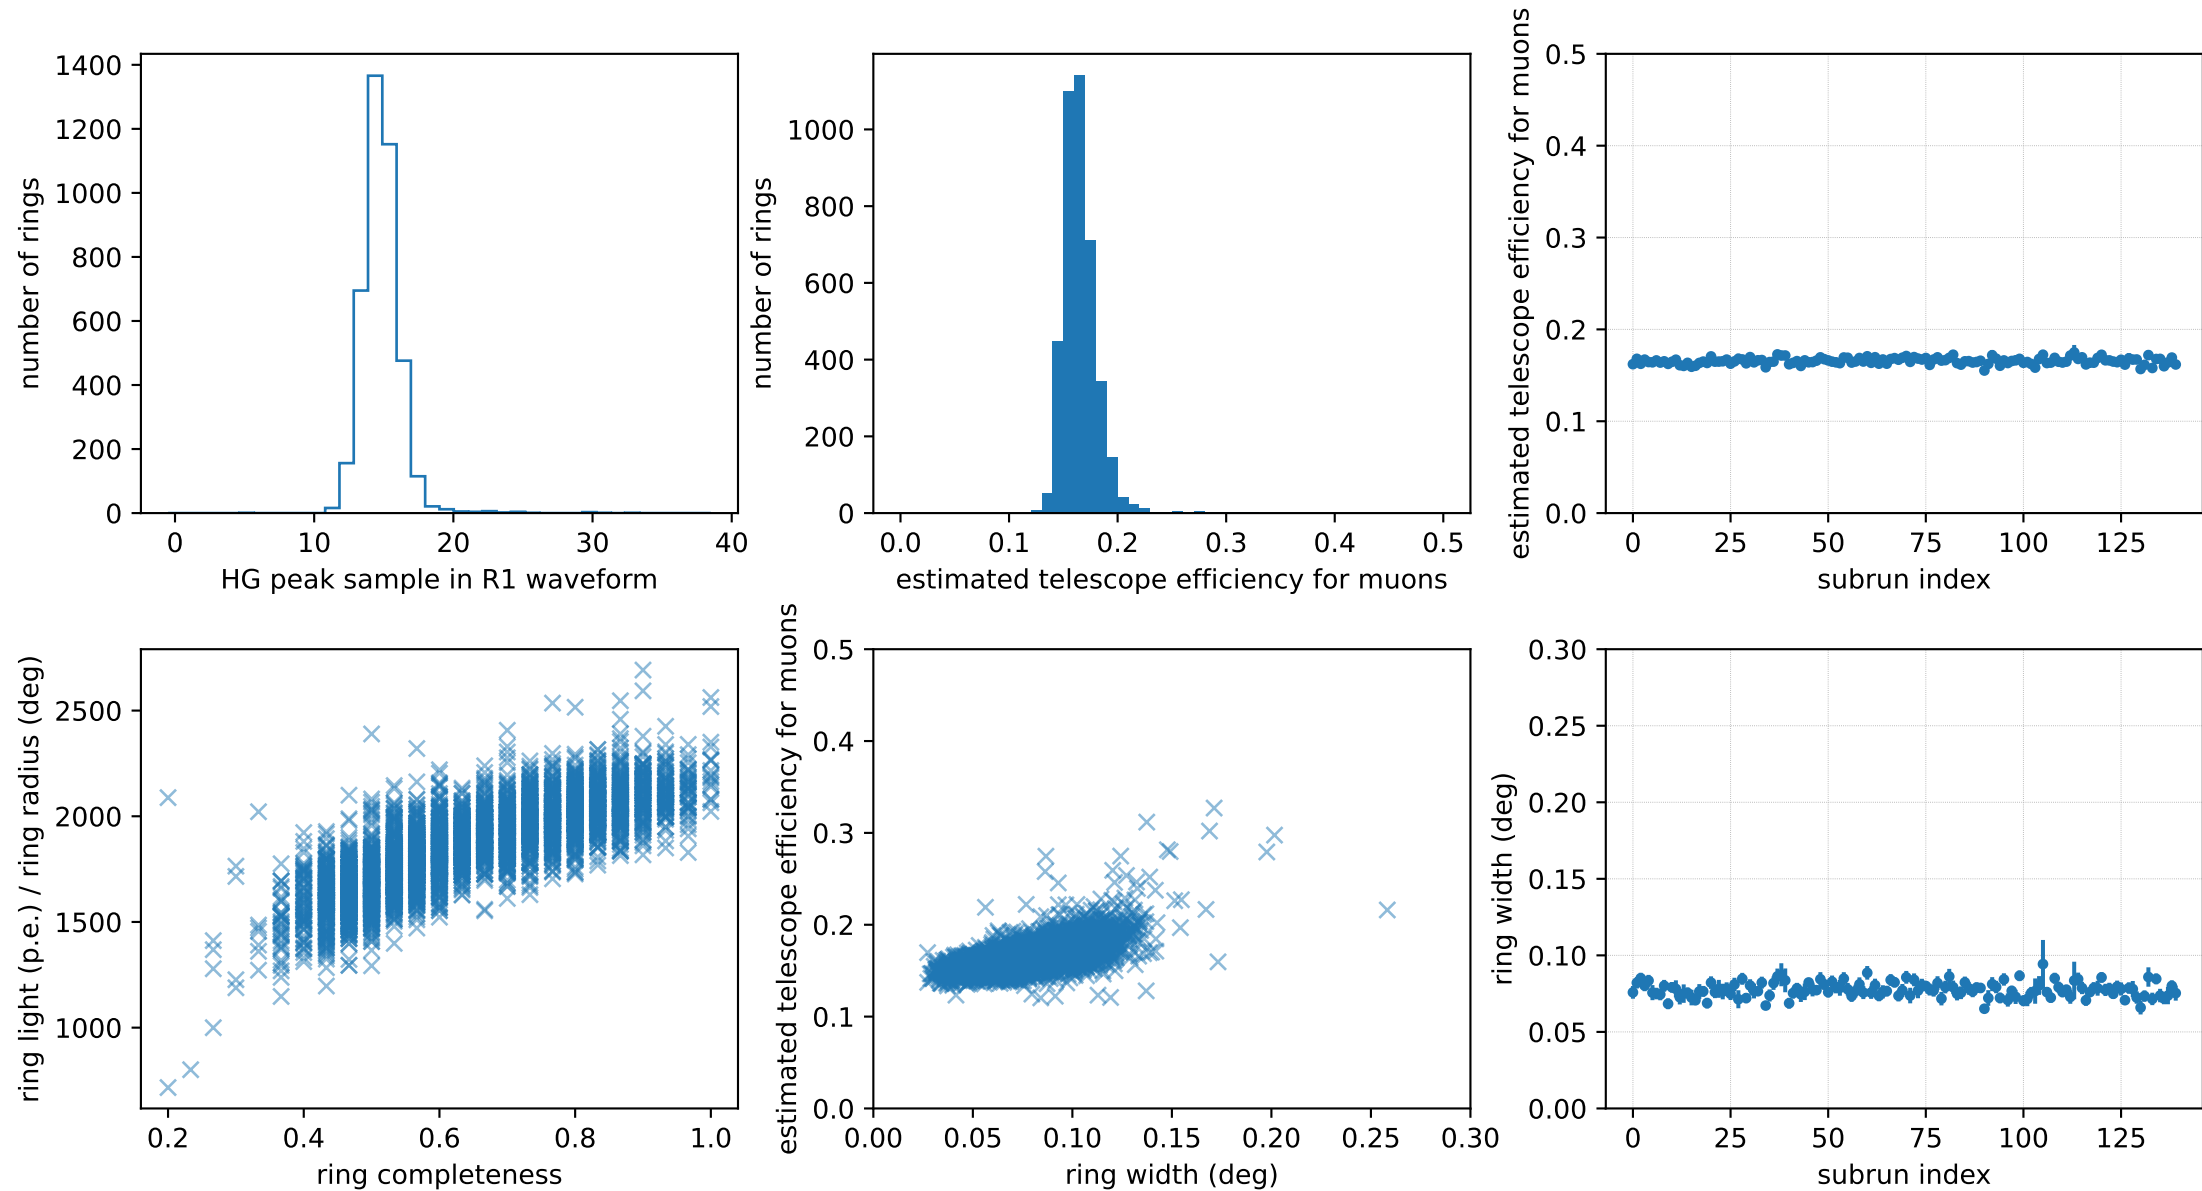 number of rings
1400
1200
1000
800
600
400
200
0
0 10 20 30 40
HG peak sample in R1 waveform
number of rings
1000
800
600
400
200
0
0.0 0.1 0.2 0.3 0.4 0.5
estimated telescope efficiency for muons
estimated telescope efficiency for muons
0.5
0.4
0.3
0.2
0.1
0.0
0 25 50 75 100 125
subrun index
ring light (p.e.) / ring radius (deg)
2500
2000
1500
1000
0.2 0.4 0.6 0.8 1.0
ring completeness
estimated telescope efficiency for muons
0.5
0.4
0.3
0.2
0.1
0.0
0.00 0.05 0.10 0.15 0.20 0.25 0.30
ring width (deg)
ring width (deg)
0.30
0.25
0.20
0.15
0.10
0.05
0.00
0 25 50 75 100 125
subrun index